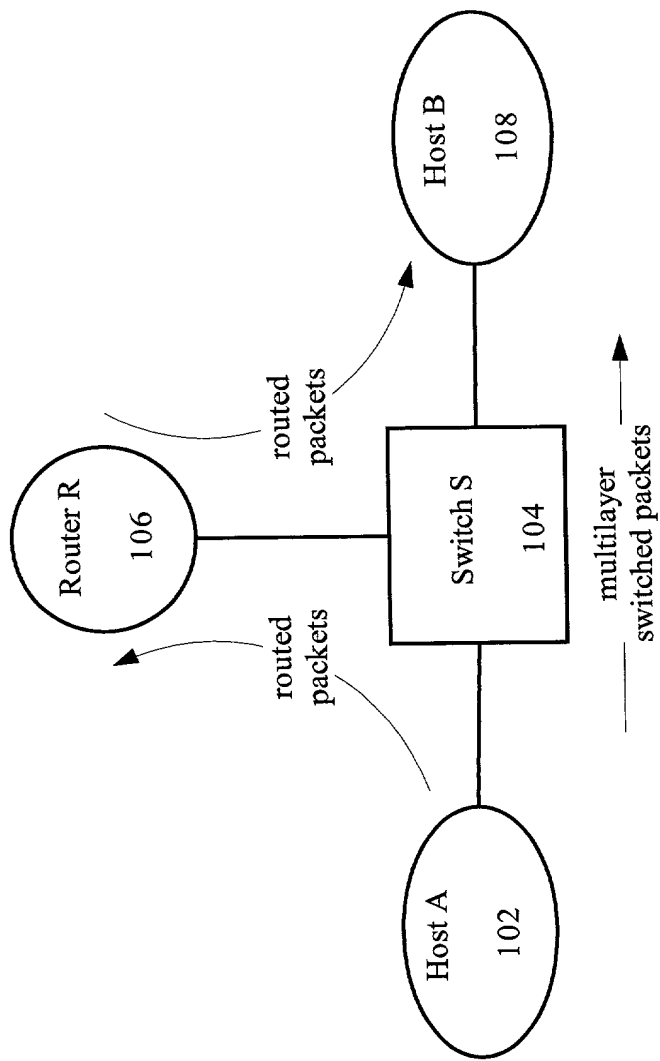 Router R
106
routed
packets
routed
packets
Host A
102
Switch S
104
Host B
108
multilayer
switched packets